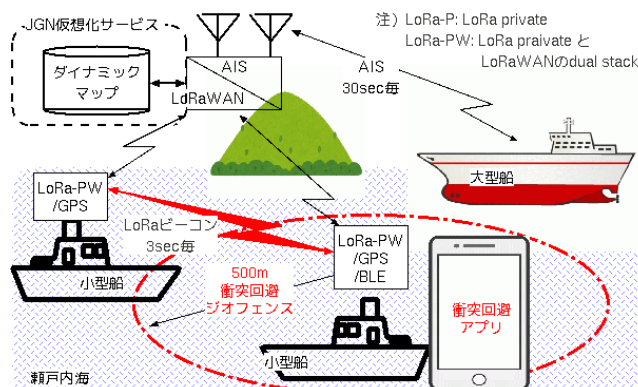 JGN仮想化サービス
ダイナミック
マップ
AIS
LoRaWAN
注）LoRa-P: LoRa private
LoRa-PW: LoRa praivate と
LoRaWANのdual stack
AIS
30sec毎
大型船
LoRa-PW
/GPS
LoRaビーコン
3sec毎
小型船
500m
衝突回避
ジオフェンス
LoRa-PW
/GPS
/BLE
小型船
衝突回避
アプリ
瀬戸内海